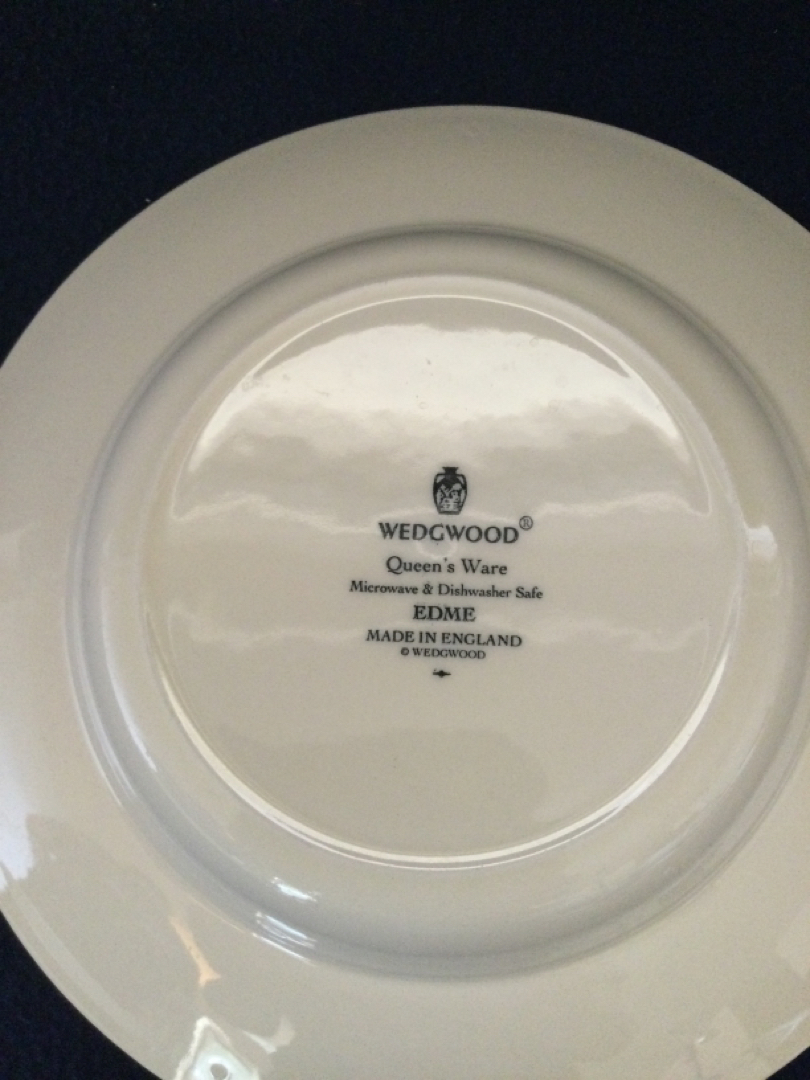 WEDGWOOD®
Queen's Ware
Microwave & Dishwasher Safe
EDME
MADE IN ENGLAND
© WEDGWOOD